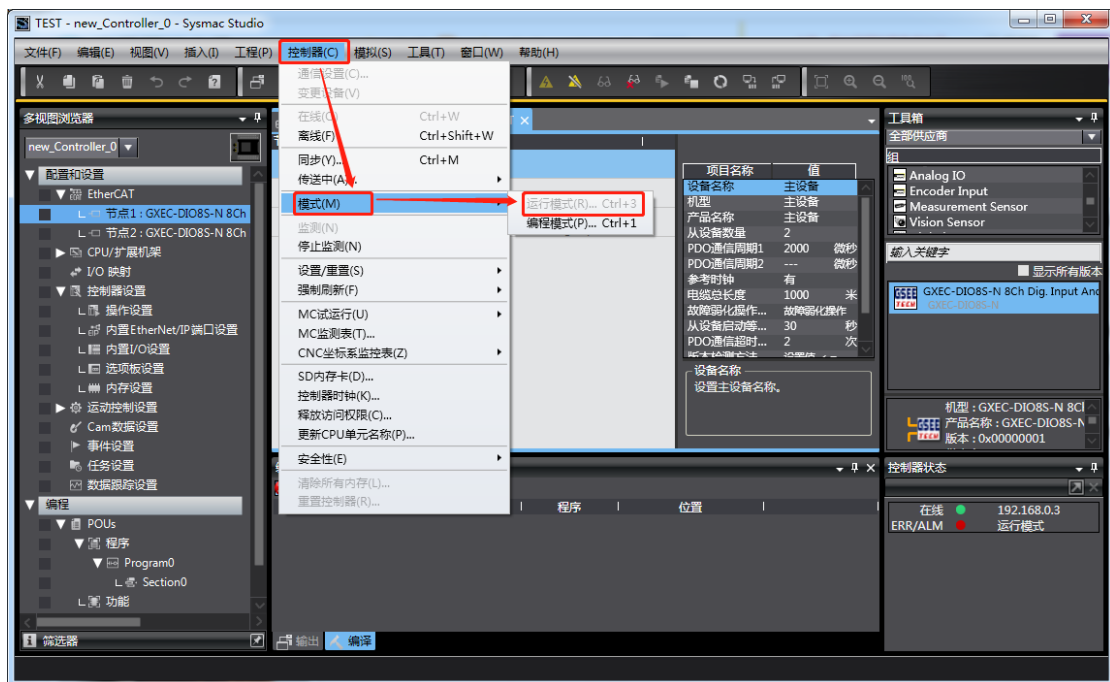 TEST - new_Controller_0 - Sysmac Studio
文件(F) 编辑(E) 视图(V) 插入(I) 工程(P) 控制器(C) 模拟(S) 工具(T) 窗口(W) 帮助(H)
多视图浏览器
new_Controller_0
配置和设置
EtherCAT
节点1 : GXEC-DIO8S-N 8Ch
节点2 : GXEC-DIO8S-N 8Ch
CPU/扩展机架
I/O 映射
控制器设置
操作设置
内置EtherNet/IP端口设置
内置I/O设置
选项板设置
内存设置
运动控制设置
Cam数据设置
事件设置
任务设置
数据跟踪设置
编程
POUs
程序
Program0
Section0
功能
筛选器
通信设置(C)...
变更设备(V)
在线(O) Ctrl+W
离线(F) Ctrl+Shift+W
同步(Y)... Ctrl+M
传送中(A)...
模式(M)
监测(N)
停止监测(N)
设置/重置(S)
强制刷新(F)
MC试运行(U)
MC监测表(T)...
CNC坐标系监控表(Z)
SD内存卡(D)...
控制器时钟(K)...
释放访问权限(C)...
更新CPU单元名称(P)...
安全性(E)
清除所有内存(L)...
重置控制器(R)...
运行模式(R)... Ctrl+3
编程模式(P)... Ctrl+1
项目名称 值
设备名称 主设备
机型 主设备
产品名称 主设备
从设备数量 2
PDO通信周期1 2000 微秒
PDO通信周期2 --- 微秒
参考时钟 有
电缆总长度 1000 米
故障弱化操作... 故障弱化操作
从设备启动等... 30 秒
PDO通信超时... 2 次
设备名称
设置主设备名称。
程序 位置
输出 编译
工具箱
全部供应商
组
Analog IO
Encoder Input
Measurement Sensor
Vision Sensor
输入关键字
显示所有版本
GSEE TECH
GXEC-DIO8S-N 8Ch Dig. Input And
GXEC-DIO8S-N
机型 : GXEC-DIO8S-N 8Cl
产品名称 : GXEC-DIO8S-N
版本 : 0x00000001
控制器状态
在线 192.168.0.3
ERR/ALM 运行模式